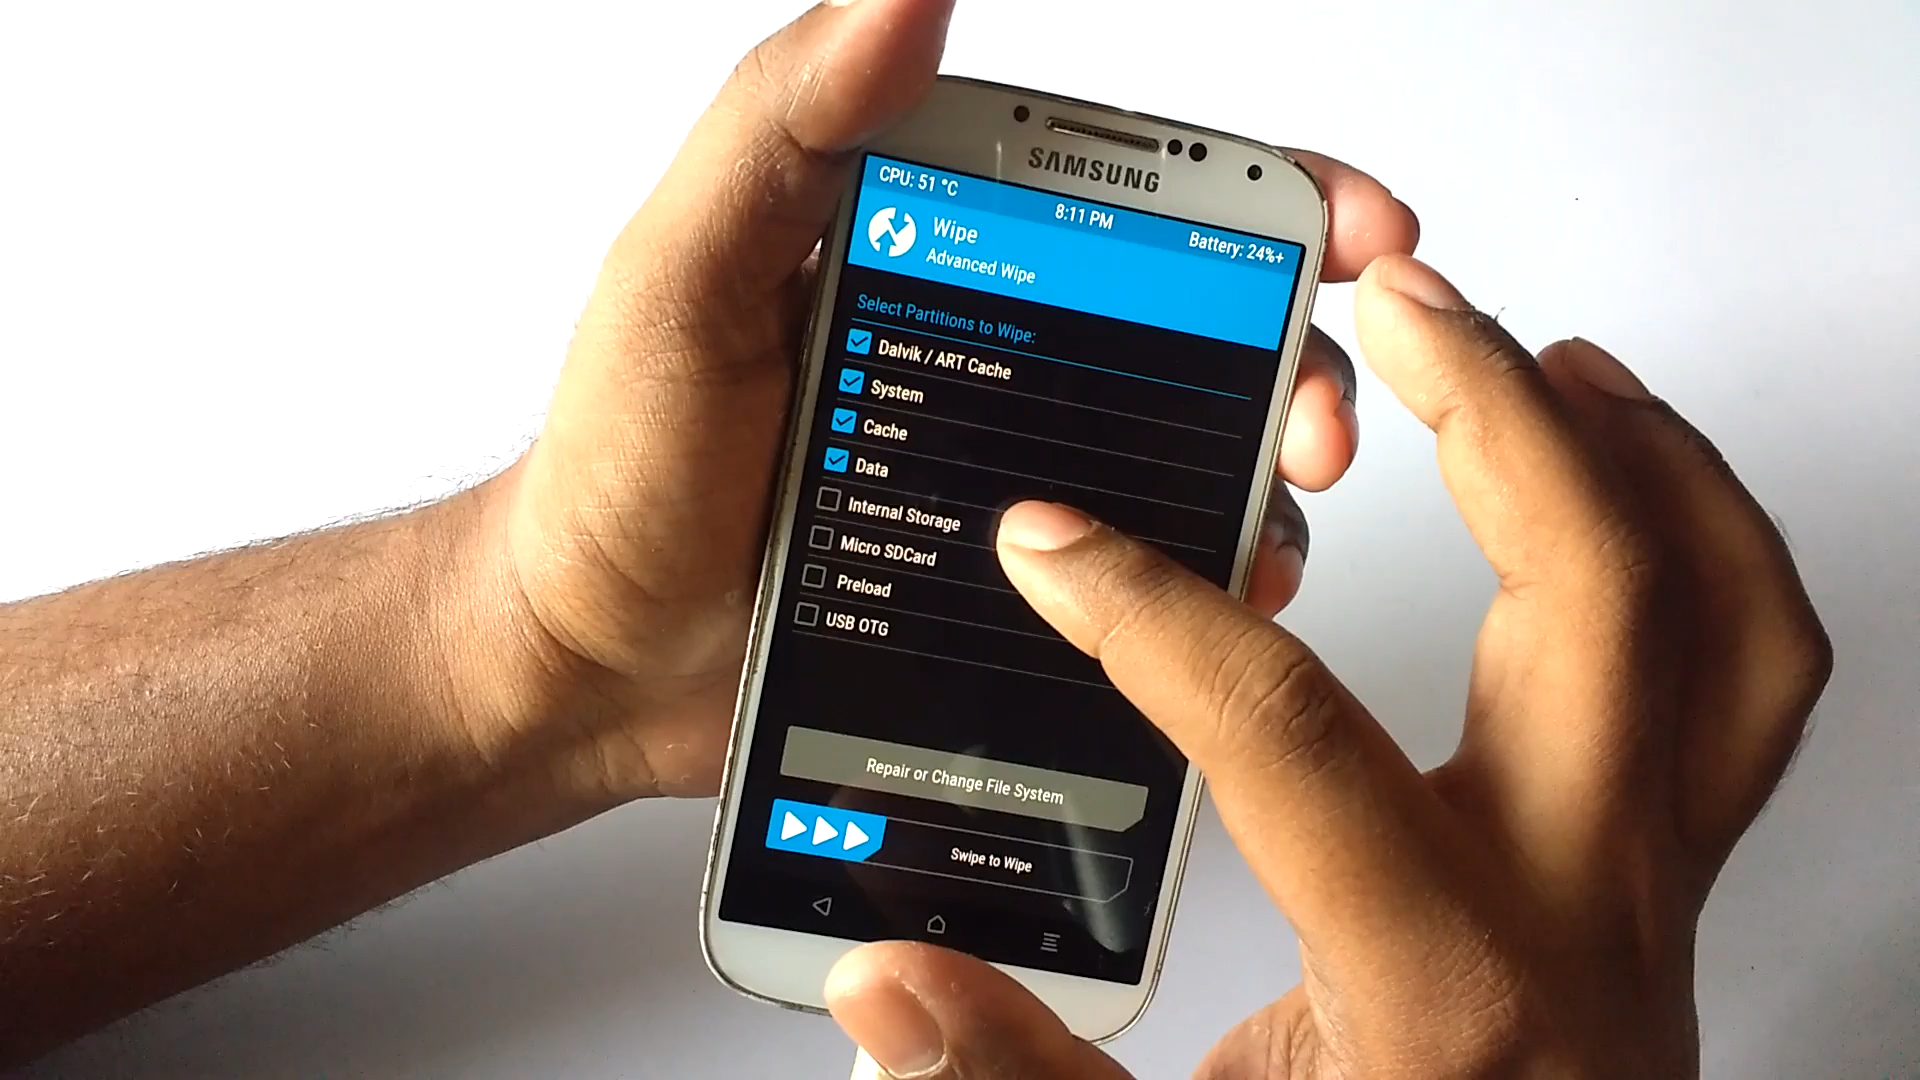 SAMSUNG
CPU: 51 °C
8:11 PM
Battery: 24%+
Wipe
Advanced Wipe
Select Partitions to Wipe:
Dalvik / ART Cache
System
Cache
Data
Internal Storage
Micro SDCard
Preload
USB OTG
Repair or Change File System
Swipe to Wipe